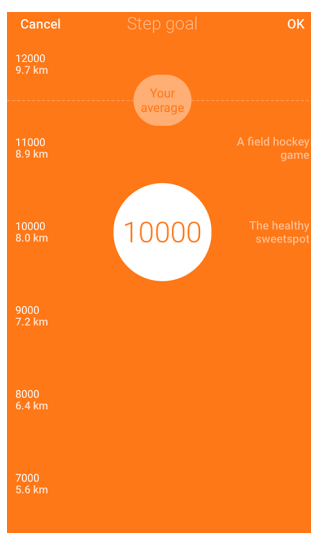 Cancel Step goal OK
12000
9.7 km
Your
average
11000
8.9 km
A field hockey
game
10000
8.0 km
10000
The healthy
sweetspot
9000
7.2 km
8000
6.4 km
7000
5.6 km